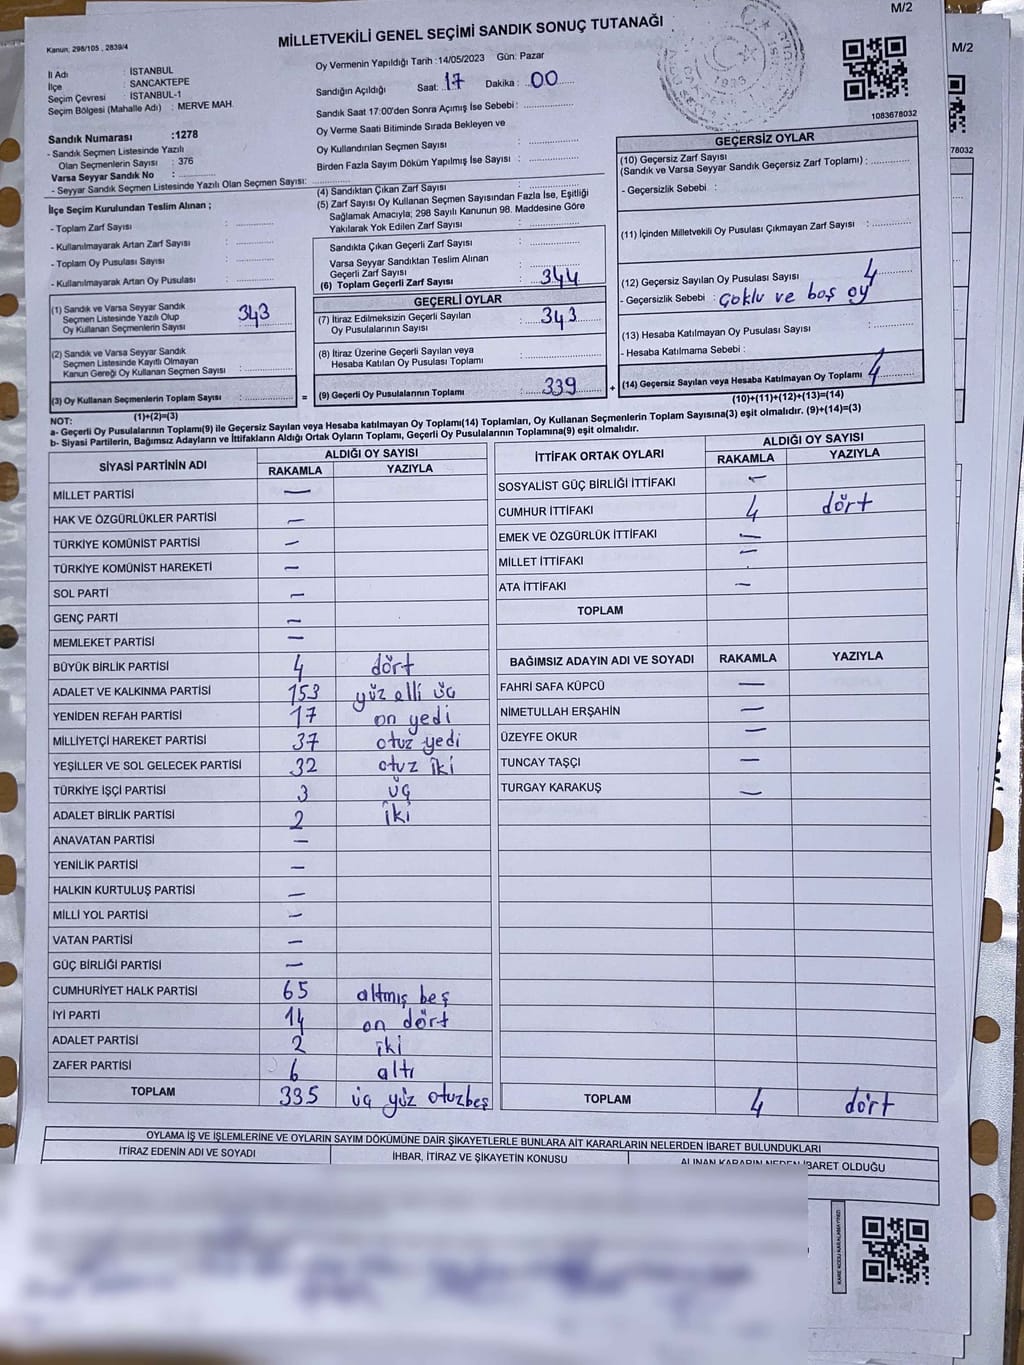 M/2
Kanun; 298/105 , 2839/4
MİLLETVEKİLİ GENEL SEÇİMİ SANDIK SONUÇ TUTANAĞI
İl Adı : İSTANBUL
İlçe : SANCAKTEPE
Seçim Çevresi : İSTANBUL-1
Seçim Bölgesi (Mahalle Adı) : MERVE MAH.
Sandık Numarası :1278
- Sandık Seçmen Listesinde Yazılı
Olan Seçmenlerin Sayısı : 376
Varsa Seyyar Sandık No :
- Seyyar Sandık Seçmen Listesinde Yazılı Olan Seçmen Sayısı:
İlçe Seçim Kurulundan Teslim Alınan ;
- Toplam Zarf Sayısı :
- Kullanılmayarak Artan Zarf Sayısı :
- Toplam Oy Pusulası Sayısı :
- Kullanılmayarak Artan Oy Pusulası :
(1) Sandık ve Varsa Seyyar Sandık
Seçmen Listesinde Yazılı Olup
Oy Kullanan Seçmenlerin Sayısı : 343
(2) Sandık ve Varsa Seyyar Sandık
Seçmen Listesinde Kayıtlı Olmayan
Kanun Gereği Oy Kullanan Seçmen Sayısı :
(3) Oy Kullanan Seçmenlerin Toplam Sayısı : =
(1)+(2)=(3)
Oy Vermenin Yapıldığı Tarih :14/05/2023 Gün: Pazar
Sandığın Açıldığı Saat: 17 Dakika : 00
Sandık Saat 17:00'den Sonra Açımış İse Sebebi :
Oy Verme Saati Bitiminde Sırada Bekleyen ve
Oy Kullandırılan Seçmen Sayısı :
Birden Fazla Sayım Döküm Yapılmış İse Sayısı :
(4) Sandıktan Çıkan Zarf Sayısı :
(5) Zarf Sayısı Oy Kullanan Seçmen Sayısından Fazla İse, Eşitliği
Sağlamak Amacıyla; 298 Sayılı Kanunun 98. Maddesine Göre
Yakılarak Yok Edilen Zarf Sayısı :
Sandıkta Çıkan Geçerli Zarf Sayısı :
Varsa Seyyar Sandıktan Teslim Alınan
Geçerli Zarf Sayısı :
(6) Toplam Geçerli Zarf Sayısı : 344
GEÇERLİ OYLAR
(7) İtiraz Edilmeksizin Geçerli Sayılan
Oy Pusulalarının Sayısı : 343
(8) İtiraz Üzerine Geçerli Sayılan veya
Hesaba Katılan Oy Pusulası Toplamı :
(9) Geçerli Oy Pusulalarının Toplamı : 339 +
1083678032
GEÇERSİZ OYLAR
(10) Geçersiz Zarf Sayısı
(Sandık ve Varsa Seyyar Sandık Geçersiz Zarf Toplamı) :
- Geçersizlik Sebebi :
(11) İçinden Milletvekili Oy Pusulası Çıkmayan Zarf Sayısı :
(12) Geçersiz Sayılan Oy Pusulası Sayısı : 4
- Geçersizlik Sebebi : Çoklu ve boş oy
(13) Hesaba Katılmayan Oy Pusulası Sayısı :
- Hesaba Katılmama Sebebi :
(14) Geçersiz Sayılan veya Hesaba Katılmayan Oy Toplamı : 4
(10)+(11)+(12)+(13)=(14)
NOT:
a- Geçerli Oy Pusulalarının Toplamı(9) ile Geçersiz Sayılan veya Hesaba katılmayan Oy Toplamı(14) Toplamları, Oy Kullanan Seçmenlerin Toplam Sayısına(3) eşit olmalıdır. (9)+(14)=(3)
b- Siyasi Partilerin, Bağımsız Adayların ve İttifakların Aldığı Ortak Oyların Toplamı, Geçerli Oy Pusulalarının Toplamına(9) eşit olmalıdır.
SİYASİ PARTİNİN ADI ALDIĞI OY SAYISI
RAKAMLA YAZIYLA
MİLLET PARTİSİ —
HAK VE ÖZGÜRLÜKLER PARTİSİ —
TÜRKİYE KOMÜNİST PARTİSİ —
TÜRKİYE KOMÜNİST HAREKETİ —
SOL PARTİ —
GENÇ PARTİ —
MEMLEKET PARTİSİ —
BÜYÜK BİRLİK PARTİSİ 4 dört
ADALET VE KALKINMA PARTİSİ 153 yüz elli üç
YENİDEN REFAH PARTİSİ 17 on yedi
MİLLİYETÇİ HAREKET PARTİSİ 37 otuz yedi
YEŞİLLER VE SOL GELECEK PARTİSİ 32 otuz iki
TÜRKİYE İŞÇİ PARTİSİ 3 üç
ADALET BİRLİK PARTİSİ 2 iki
ANAVATAN PARTİSİ —
YENİLİK PARTİSİ —
HALKIN KURTULUŞ PARTİSİ —
MİLLİ YOL PARTİSİ —
VATAN PARTİSİ —
GÜÇ BİRLİĞİ PARTİSİ —
CUMHURİYET HALK PARTİSİ 65 altmış beş
İYİ PARTİ 14 on dört
ADALET PARTİSİ 2 iki
ZAFER PARTİSİ 6 altı
TOPLAM 335 üç yüz otuzbeş
İTTİFAK ORTAK OYLARI ALDIĞI OY SAYISI
RAKAMLA YAZIYLA
SOSYALİST GÜÇ BİRLİĞİ İTTİFAKI —
CUMHUR İTTİFAKI 4 dört
EMEK VE ÖZGÜRLÜK İTTİFAKI —
MİLLET İTTİFAKI —
ATA İTTİFAKI —
TOPLAM
BAĞIMSIZ ADAYIN ADI VE SOYADI RAKAMLA YAZIYLA
FAHRİ SAFA KÜPCÜ —
NİMETULLAH ERŞAHİN —
ÜZEYFE OKUR —
TUNCAY TAŞÇI —
TURGAY KARAKUŞ —
TOPLAM 4 dört
OYLAMA İŞ VE İŞLEMLERİNE VE OYLARIN SAYIM DÖKÜMÜNE DAİR ŞİKAYETLERLE BUNLARA AİT KARARLARIN NELERDEN İBARET BULUNDUKLARI
İTİRAZ EDENİN ADI VE SOYADI İHBAR, İTİRAZ VE ŞİKAYETİN KONUSU ALINAN KARARIN NEDEN İBARET OLDUĞU
M/2
78032